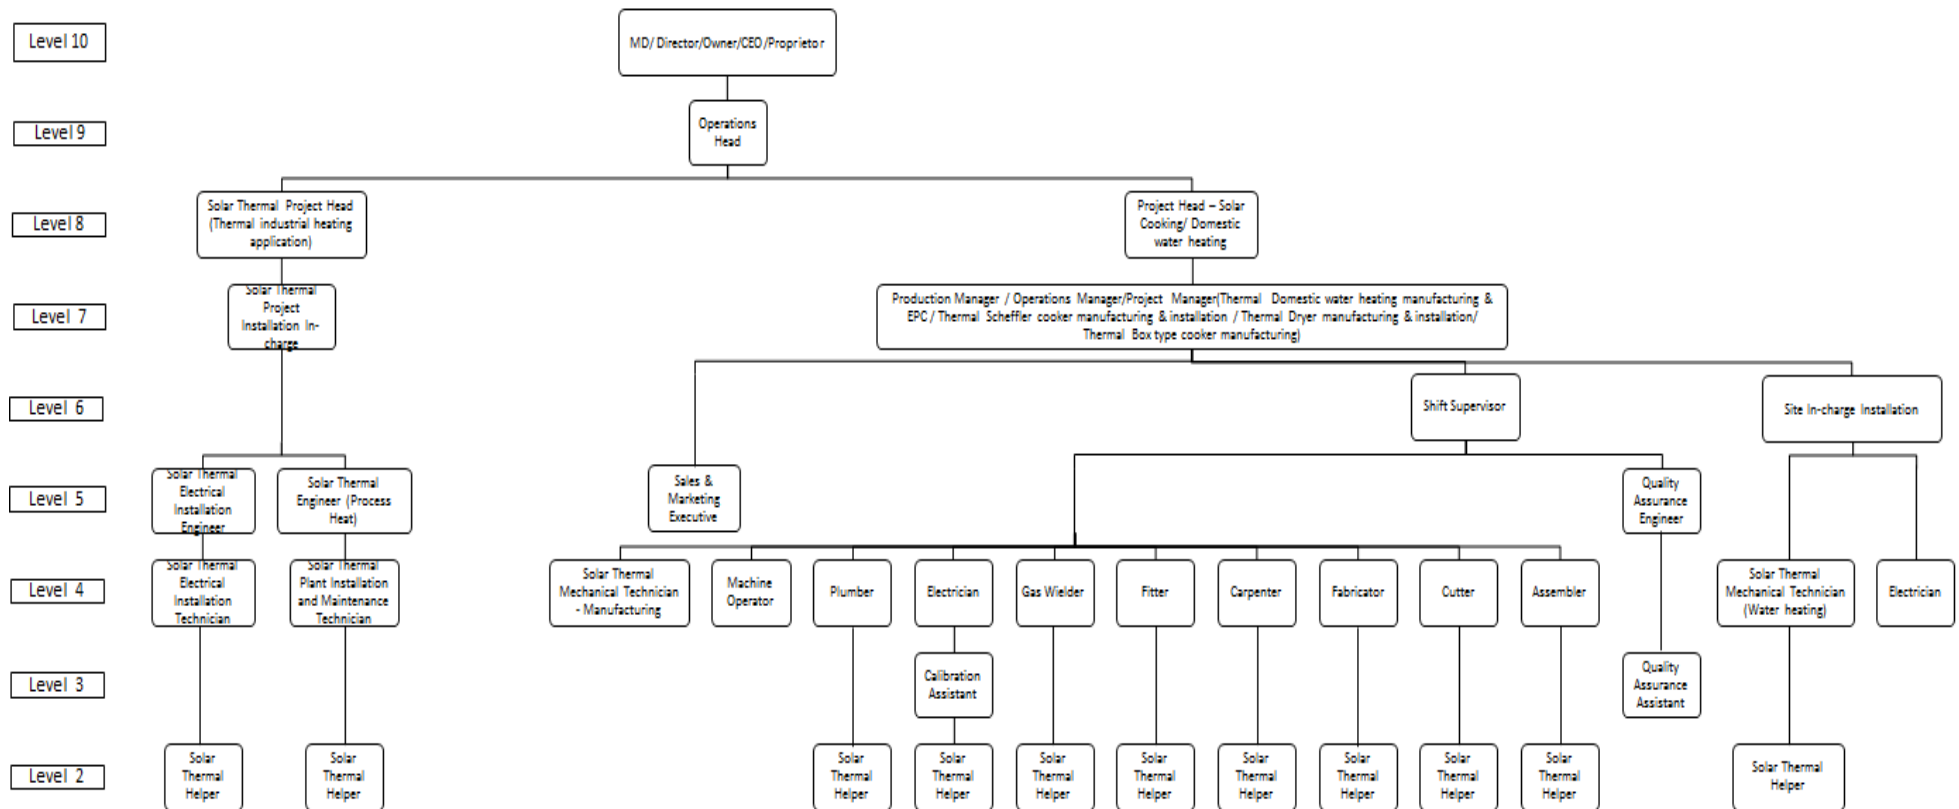 Level 10
MD/ Director/Owner/CEO/Proprietor
Level 9
Operations
Head
Level 8
Solar Thermal Project Head
(Thermal industrial heating
application)
Project Head – Solar
Cooking/ Domestic
water heating
Level 7
Solar Thermal
Project
Installation In-
charge
Production Manager / Operations Manager/Project Manager(Thermal Domestic water heating manufacturing &
EPC / Thermal Scheffler cooker manufacturing & installation / Thermal Dryer manufacturing & installation/
Thermal Box type cooker manufacturing)
Level 6
Shift Supervisor
Site In-charge Installation
Level 5
Solar Thermal
Electrical
Installation
Engineer
Solar Thermal
Engineer (Process
Heat)
Sales &
Marketing
Executive
Quality
Assurance
Engineer
Level 4
Solar Thermal
Electrical
Installation
Technician
Solar Thermal
Plant Installation
and Maintenance
Technician
Solar Thermal
Mechanical Technician
- Manufacturing
Machine
Operator
Plumber
Electrician
Gas Wielder
Fitter
Carpenter
Fabricator
Cutter
Assembler
Solar Thermal
Mechanical Technician
(Water heating)
Electrician
Level 3
Calibration
Assistant
Quality
Assurance
Assistant
Level 2
Solar
Thermal
Helper
Solar
Thermal
Helper
Solar
Thermal
Helper
Solar
Thermal
Helper
Solar
Thermal
Helper
Solar
Thermal
Helper
Solar
Thermal
Helper
Solar
Thermal
Helper
Solar
Thermal
Helper
Solar
Thermal
Helper
Solar Thermal
Helper